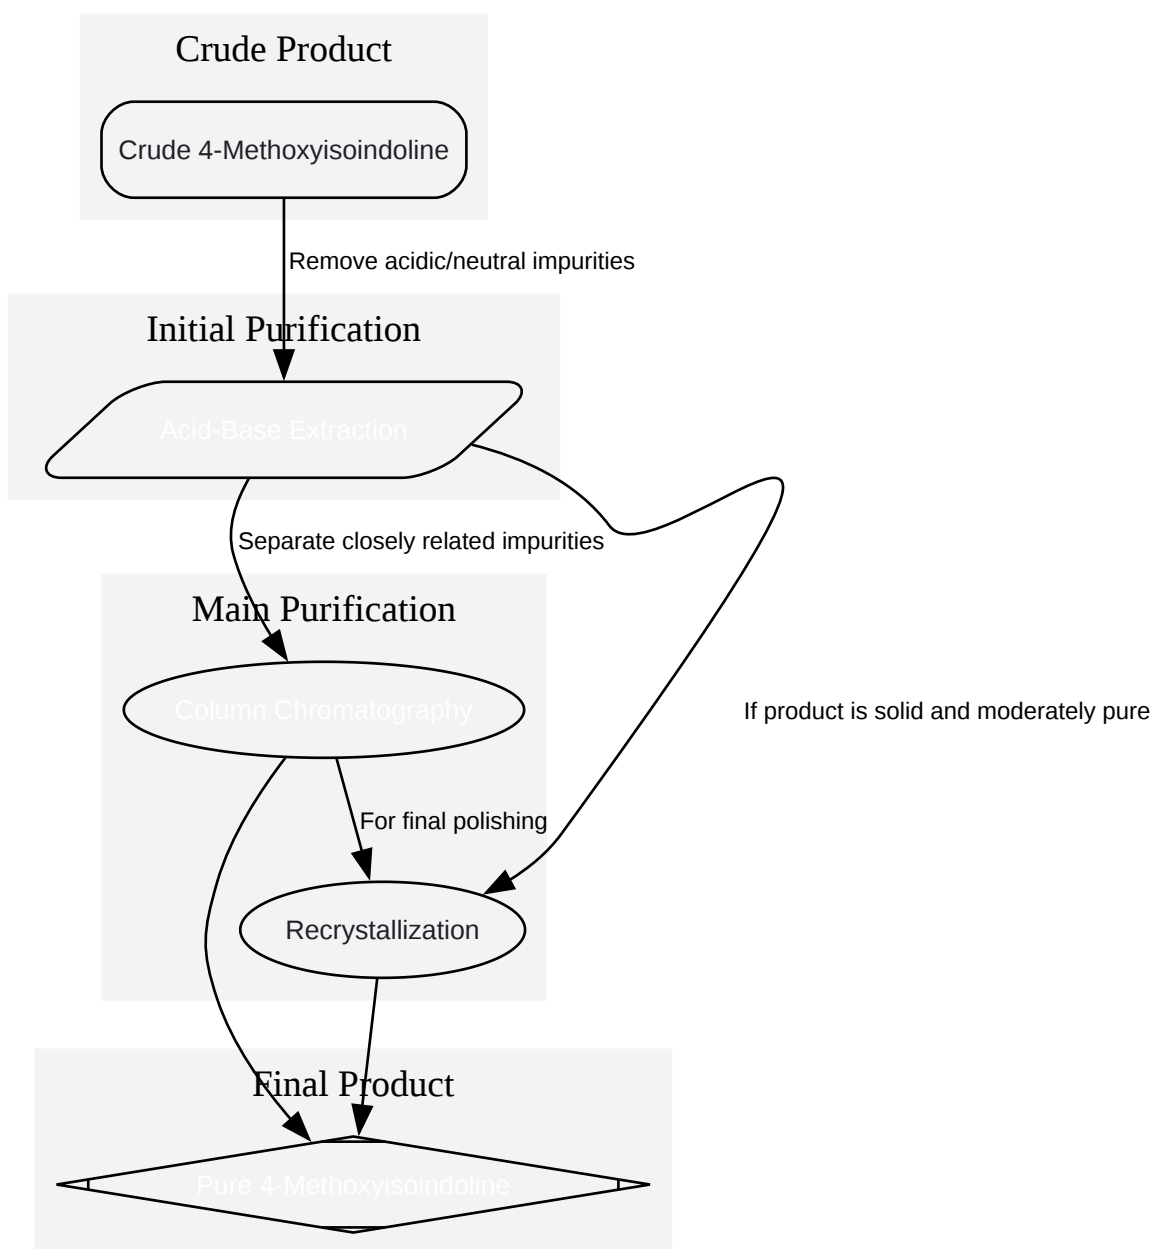 Crude Product
Crude 4-Methoxyisoindoline
Remove acidic/neutral impurities
Initial Purification
Acid-Base Extraction
Separate closely related impurities
Main Purification
Column Chromatography
If product is solid and moderately pure
For final polishing
Recrystallization
Final Product
Pure 4-Methoxyisoindoline